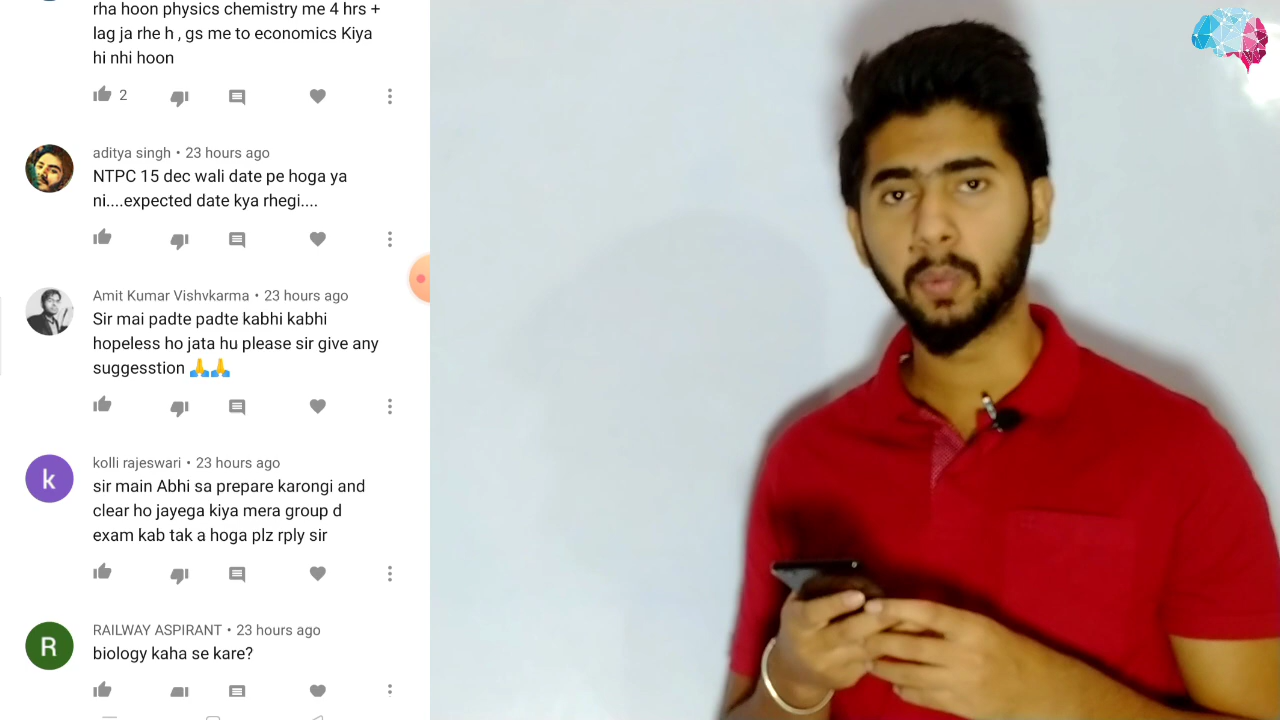 rha hoon physics chemistry me 4 hrs +
lag ja rhe h , gs me to economics Kiya
hi nhi hoon
2
aditya singh • 23 hours ago
NTPC 15 dec wali date pe hoga ya
ni....expected date kya rhegi....
Amit Kumar Vishvkarma • 23 hours ago
Sir mai padte padte kabhi kabhi
hopeless ho jata hu please sir give any
suggesstion 🙏🙏
k
kolli rajeswari • 23 hours ago
sir main Abhi sa prepare karongi and
clear ho jayega kiya mera group d
exam kab tak a hoga plz rply sir
R
RAILWAY ASPIRANT • 23 hours ago
biology kaha se kare?